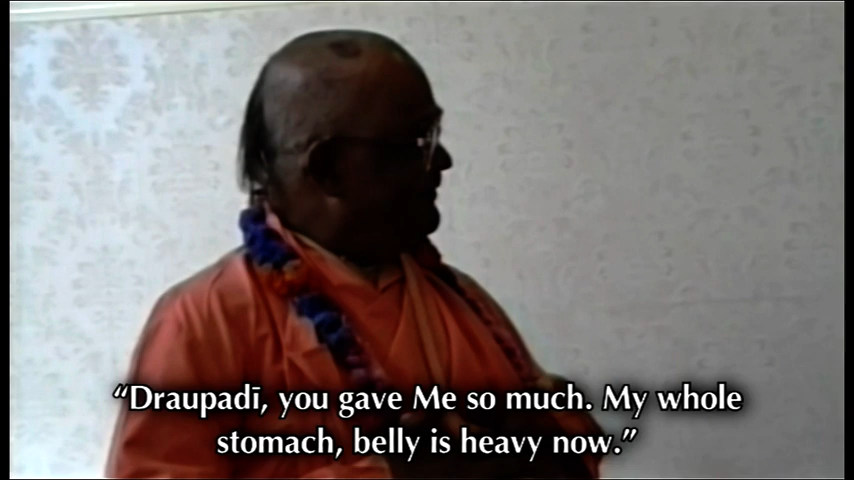 “Draupadī, you gave Me so much. My whole
stomach, belly is heavy now.”